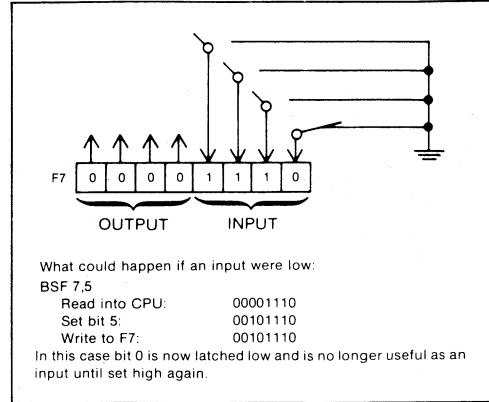 F7 0 0 0 0 1 1 1 0
OUTPUT INPUT
What could happen if an input were low:
BSF 7,5
Read into CPU: 00001110
Set bit 5: 00101110
Write to F7: 00101110
In this case bit 0 is now latched low and is no longer useful as an
input until set high again.